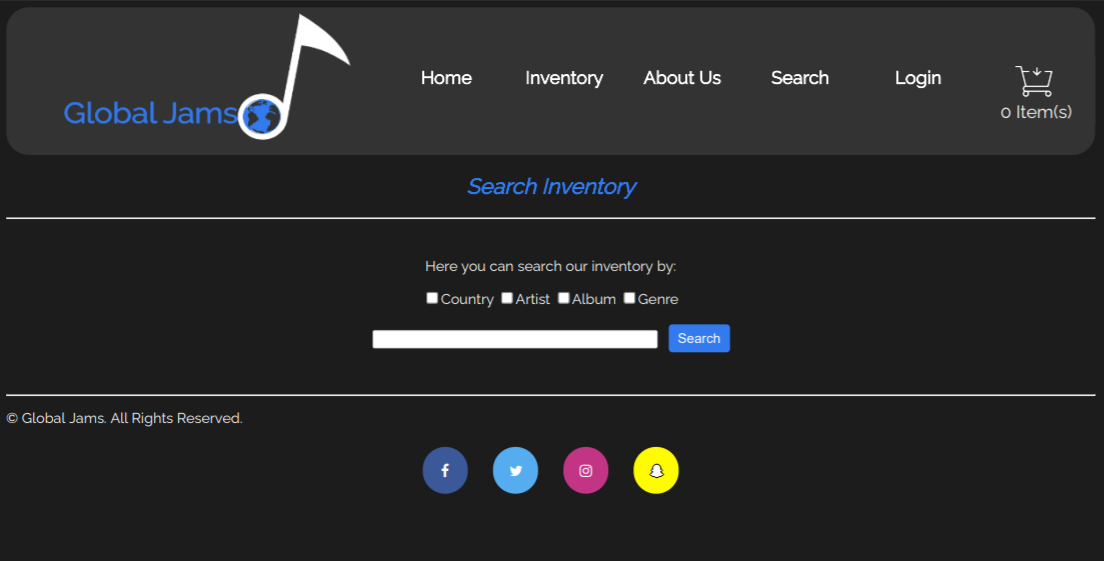 Global Jams
Home Inventory About Us Search Login
0 Item(s)
Search Inventory
Here you can search our inventory by:
Country Artist Album Genre
Search
© Global Jams. All Rights Reserved.